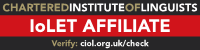 CHARTEREDINSTITUTEOFLINGUISTS
IoLET AFFILIATE
Verify: ciol.org.uk/check